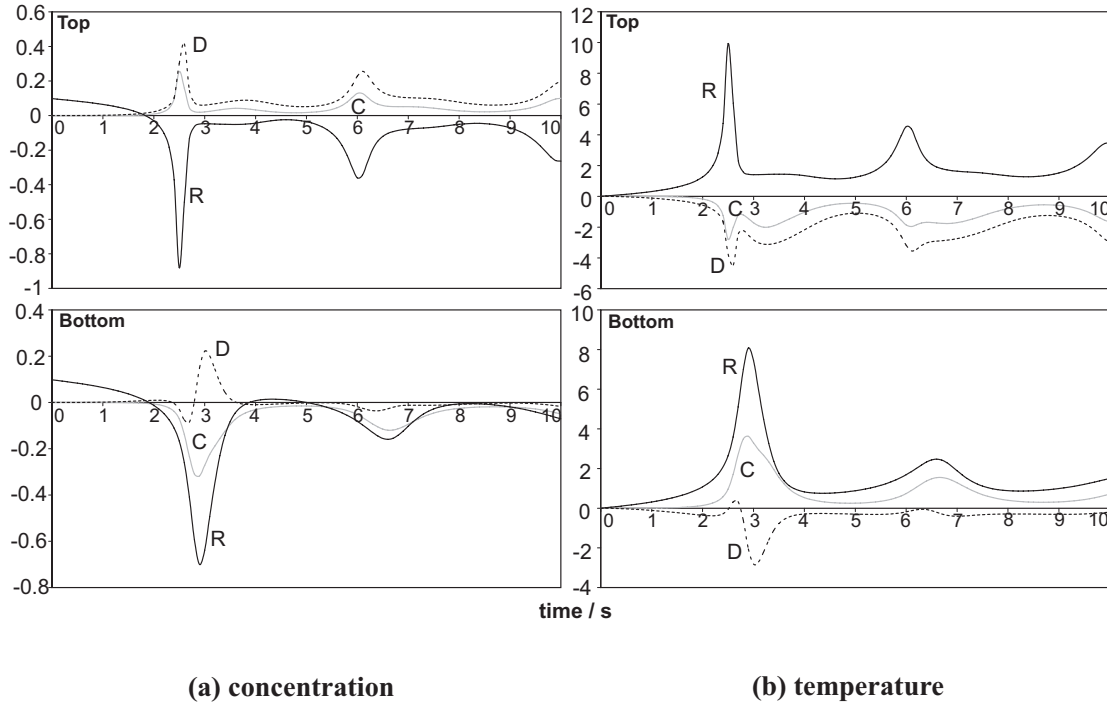 0.6
Top
0.4
D
0.2
C
0
0 1 2 3 4 5 6 7 8 9 10
-0.2
-0.4
R
-0.6
-0.8
-1
0.4
Bottom
0.2
D
0
0 1 2 3 4 5 6 7 8 9 10
C
-0.2
-0.4
R
-0.6
-0.8
12
Top
10
8
R
6
4
2
0
1 2 3 4 5 6 7 8 9 10
C
-2
D
-4
-6
10
Bottom
8
R
6
4
C
2
0
0 1 2 3 4 5 6 7 8 9 10
D
-2
-4
time / s
(a) concentration
(b) temperature